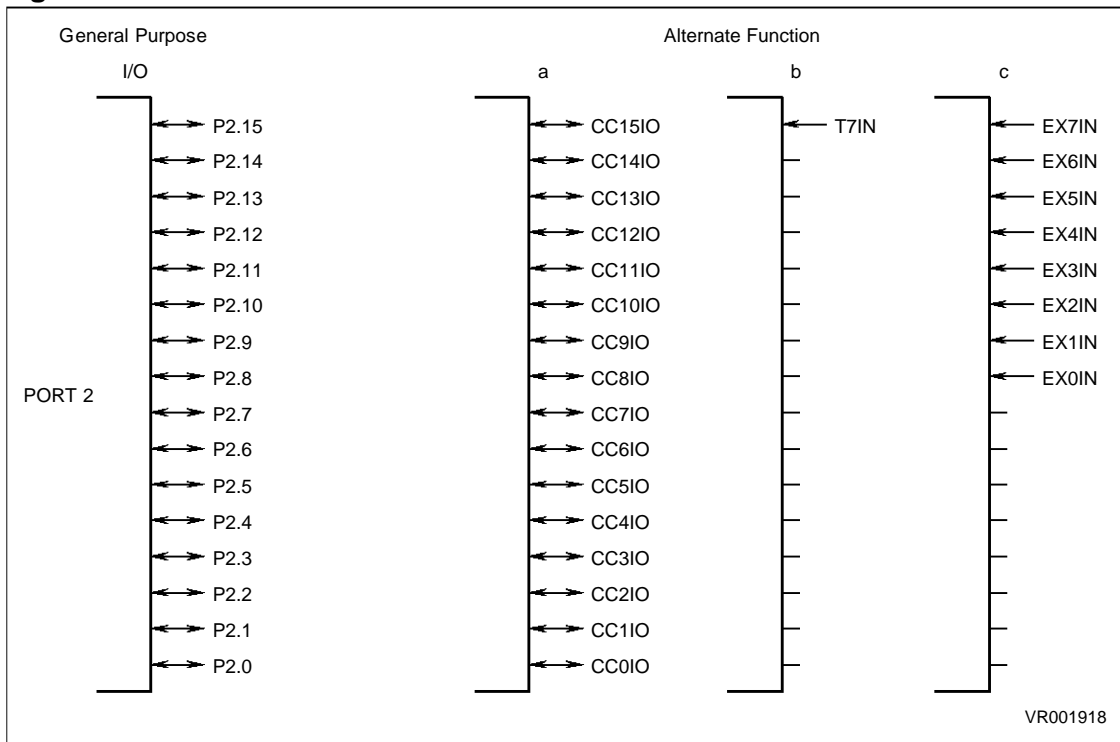 General Purpose Alternate Function
I/O a b c
P2.15 CC15IO T7IN EX7IN
P2.14 CC14IO EX6IN
P2.13 CC13IO EX5IN
P2.12 CC12IO EX4IN
P2.11 CC11IO EX3IN
P2.10 CC10IO EX2IN
P2.9 CC9IO EX1IN
P2.8 CC8IO EX0IN
PORT 2
P2.7 CC7IO
P2.6 CC6IO
P2.5 CC5IO
P2.4 CC4IO
P2.3 CC3IO
P2.2 CC2IO
P2.1 CC1IO
P2.0 CC0IO
VR001918